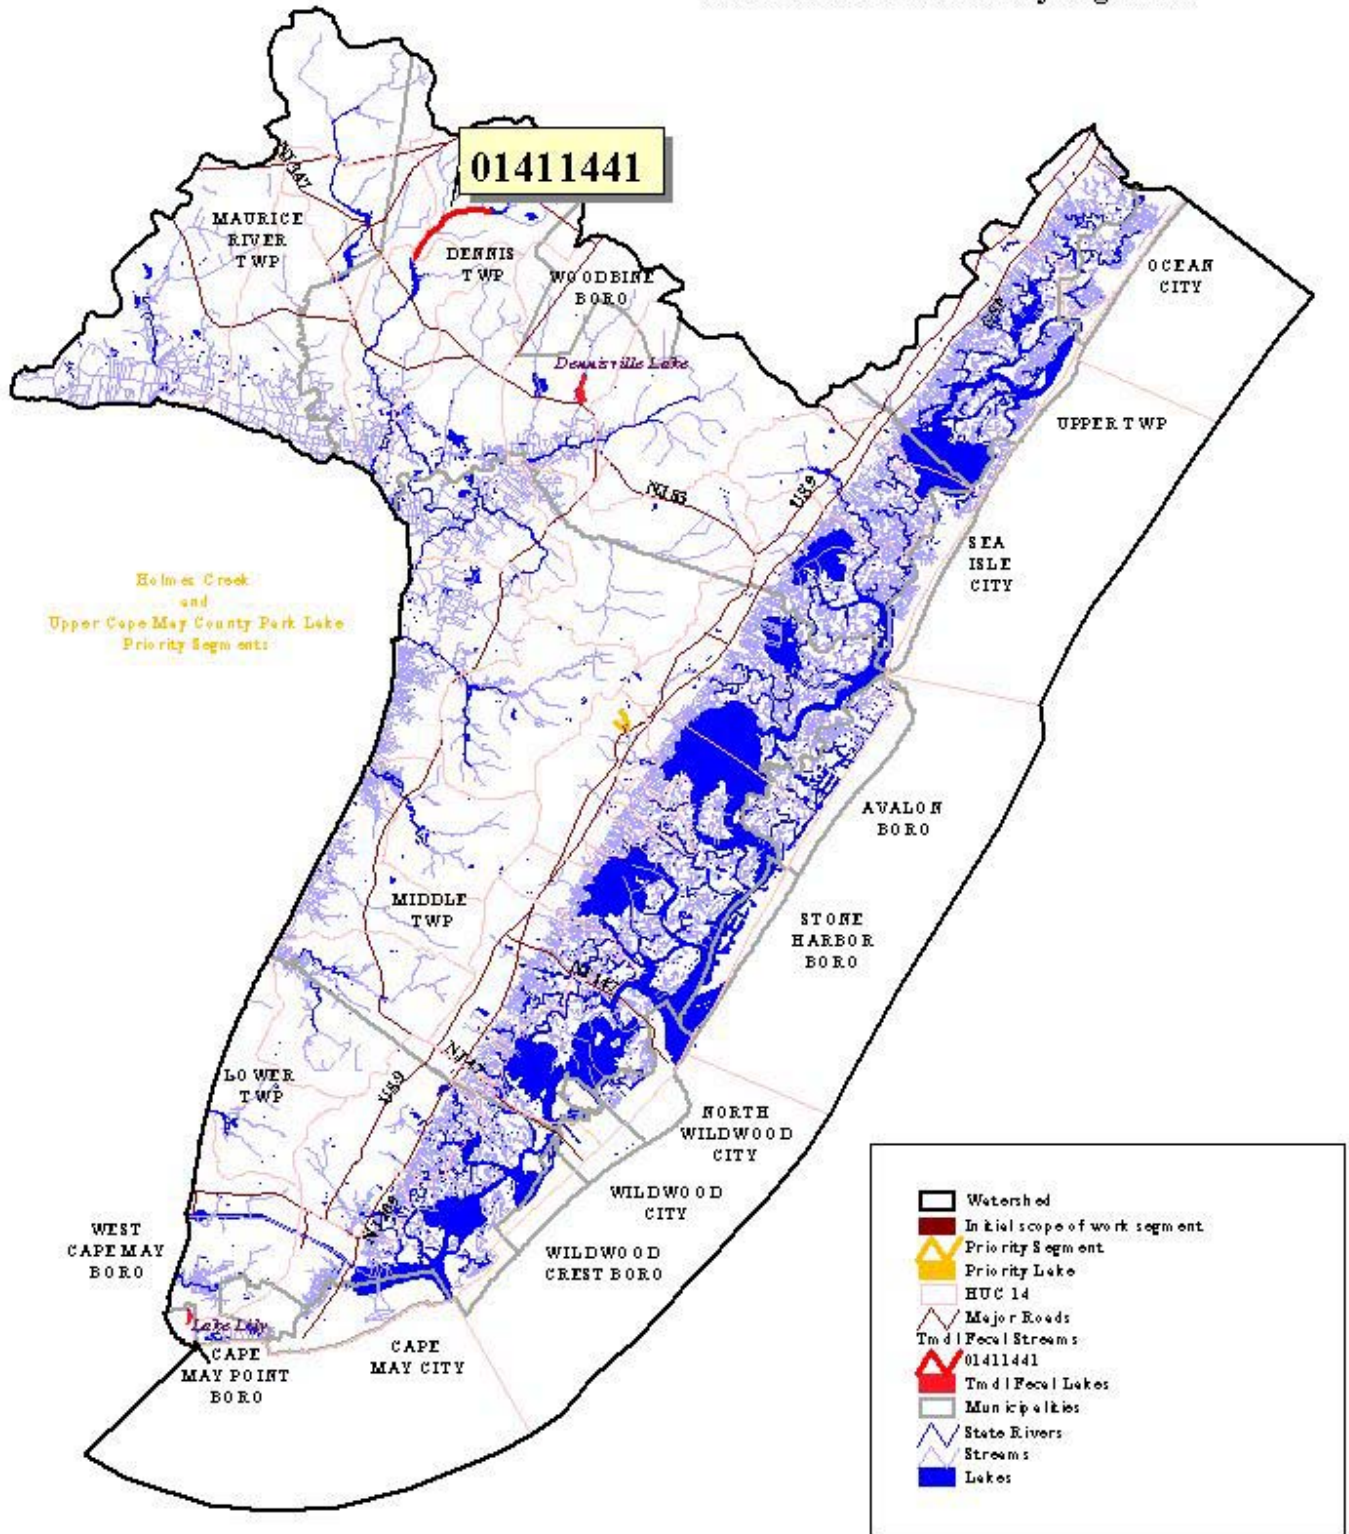 01411441
NJ 347
MAURICE
RIVER
TWP
DENNIS
TWP
WOODBINE
BORO
OCEAN
CITY
Dennisville Lake
UPPER TWP
NJ 83
US 9
SEA
ISLE
CITY
Holmes Creek
and
Upper Cape May County Park Lake
Priority Segments
AVALON
BORO
MIDDLE
TWP
STONE
HARBOR
BORO
LOWER
TWP
US 9
NJ 147
NJ 47
NORTH
WILDWOOD
CITY
WILDWOOD
CITY
WEST
CAPE MAY
BORO
WILDWOOD
CREST BORO
Lake Lily
CAPE
MAY CITY
CAPE
MAY POINT
BORO
Watershed
Initial scope of work segment
Priority Segment
Priority Lake
HUC 14
Major Roads
Tmdl Fecal Streams
01411441
Tmdl Fecal Lakes
Municipalities
State Rivers
Streams
Lakes